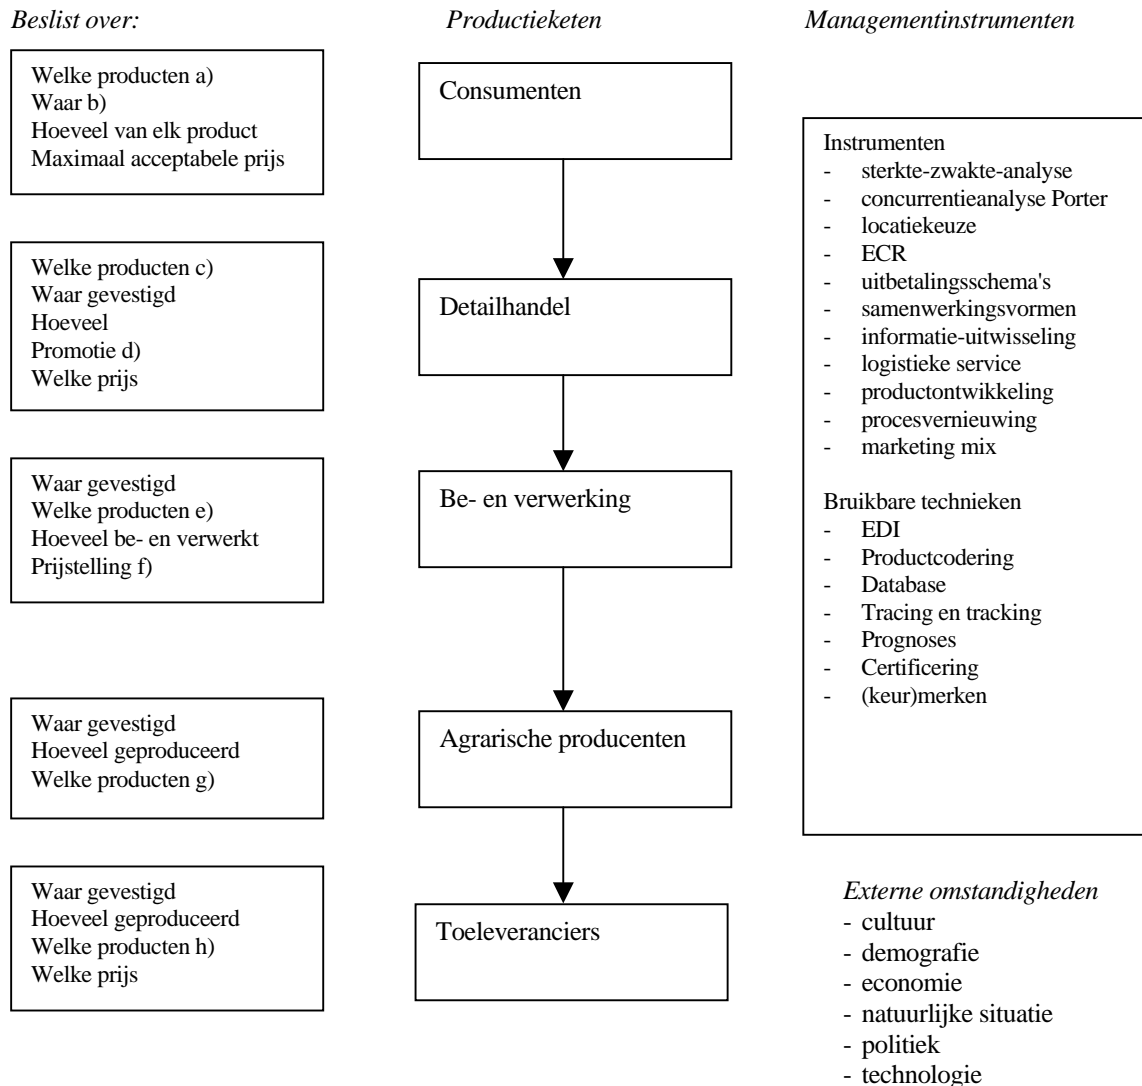 Beslist over:
Productieketen
Managementinstrumenten
Welke producten a)
Waar b)
Hoeveel van elk product
Maximaal acceptabele prijs
Consumenten
Welke producten c)
Waar gevestigd
Hoeveel
Promotie d)
Welke prijs
Detailhandel
Waar gevestigd
Welke producten e)
Hoeveel be- en verwerkt
Prijstelling f)
Be- en verwerking
Waar gevestigd
Hoeveel geproduceerd
Welke producten g)
Agrarische producenten
Waar gevestigd
Hoeveel geproduceerd
Welke producten h)
Welke prijs
Toeleveranciers
Instrumenten
- sterkte-zwakte-analyse
- concurrentieanalyse Porter
- locatiekeuze
- ECR
- uitbetalingsschema's
- samenwerkingsvormen
- informatie-uitwisseling
- logistieke service
- productontwikkeling
- procesvernieuwing
- marketing mix
Bruikbare technieken
- EDI
- Productcodering
- Database
- Tracing en tracking
- Prognoses
- Certificering
- (keur)merken
Externe omstandigheden
- cultuur
- demografie
- economie
- natuurlijke situatie
- politiek
- technologie